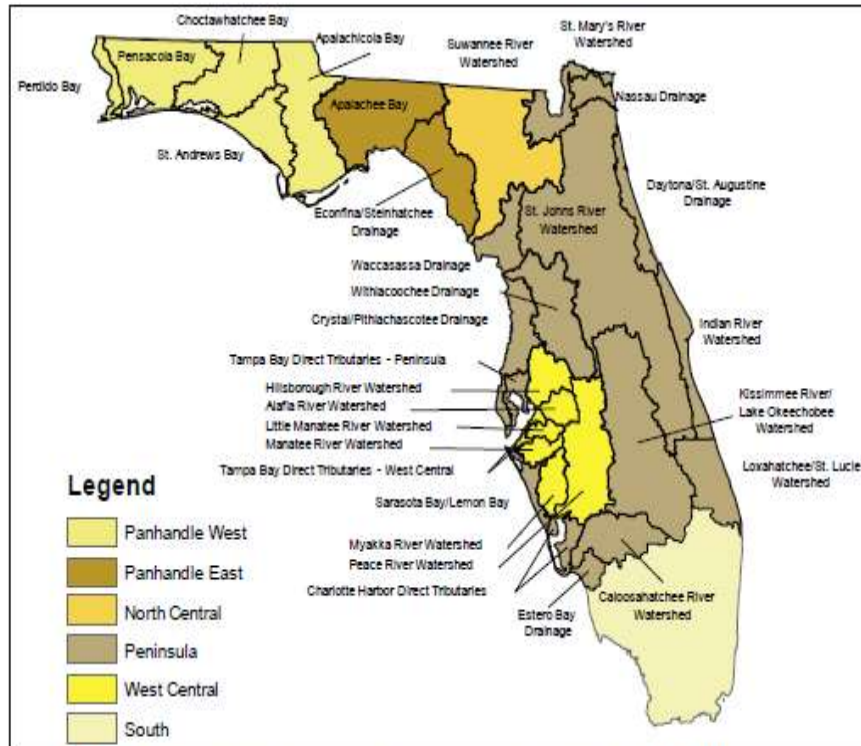 Choctawhatchee Bay
Apalachicola Bay
Pensacola Bay
Perdido Bay
St. Andrews Bay
Apalachee Bay
Econfina/Steinhatchee
Drainage
Suwannee River
Watershed
St. Mary's River
Watershed
Nassau Drainage
Daytona/St. Augustine
Drainage
St. Johns River
Watershed
Waccasassa Drainage
Withlacoochee Drainage
Crystal/Pithlachascotee Drainage
Indian River
Watershed
Tampa Bay Direct Tributaries - Peninsula
Hillsborough River Watershed
Alafia River Watershed
Little Manatee River Watershed
Manatee River Watershed
Tampa Bay Direct Tributaries - West Central
Kissimmee River/
Lake Okeechobee
Watershed
Loxahatchee/St. Lucie
Watershed
Sarasota Bay/Lemon Bay
Myakka River Watershed
Peace River Watershed
Charlotte Harbor Direct Tributaries
Estero Bay
Drainage
Caloosahatchee River
Watershed
Legend
Panhandle West
Panhandle East
North Central
Peninsula
West Central
South